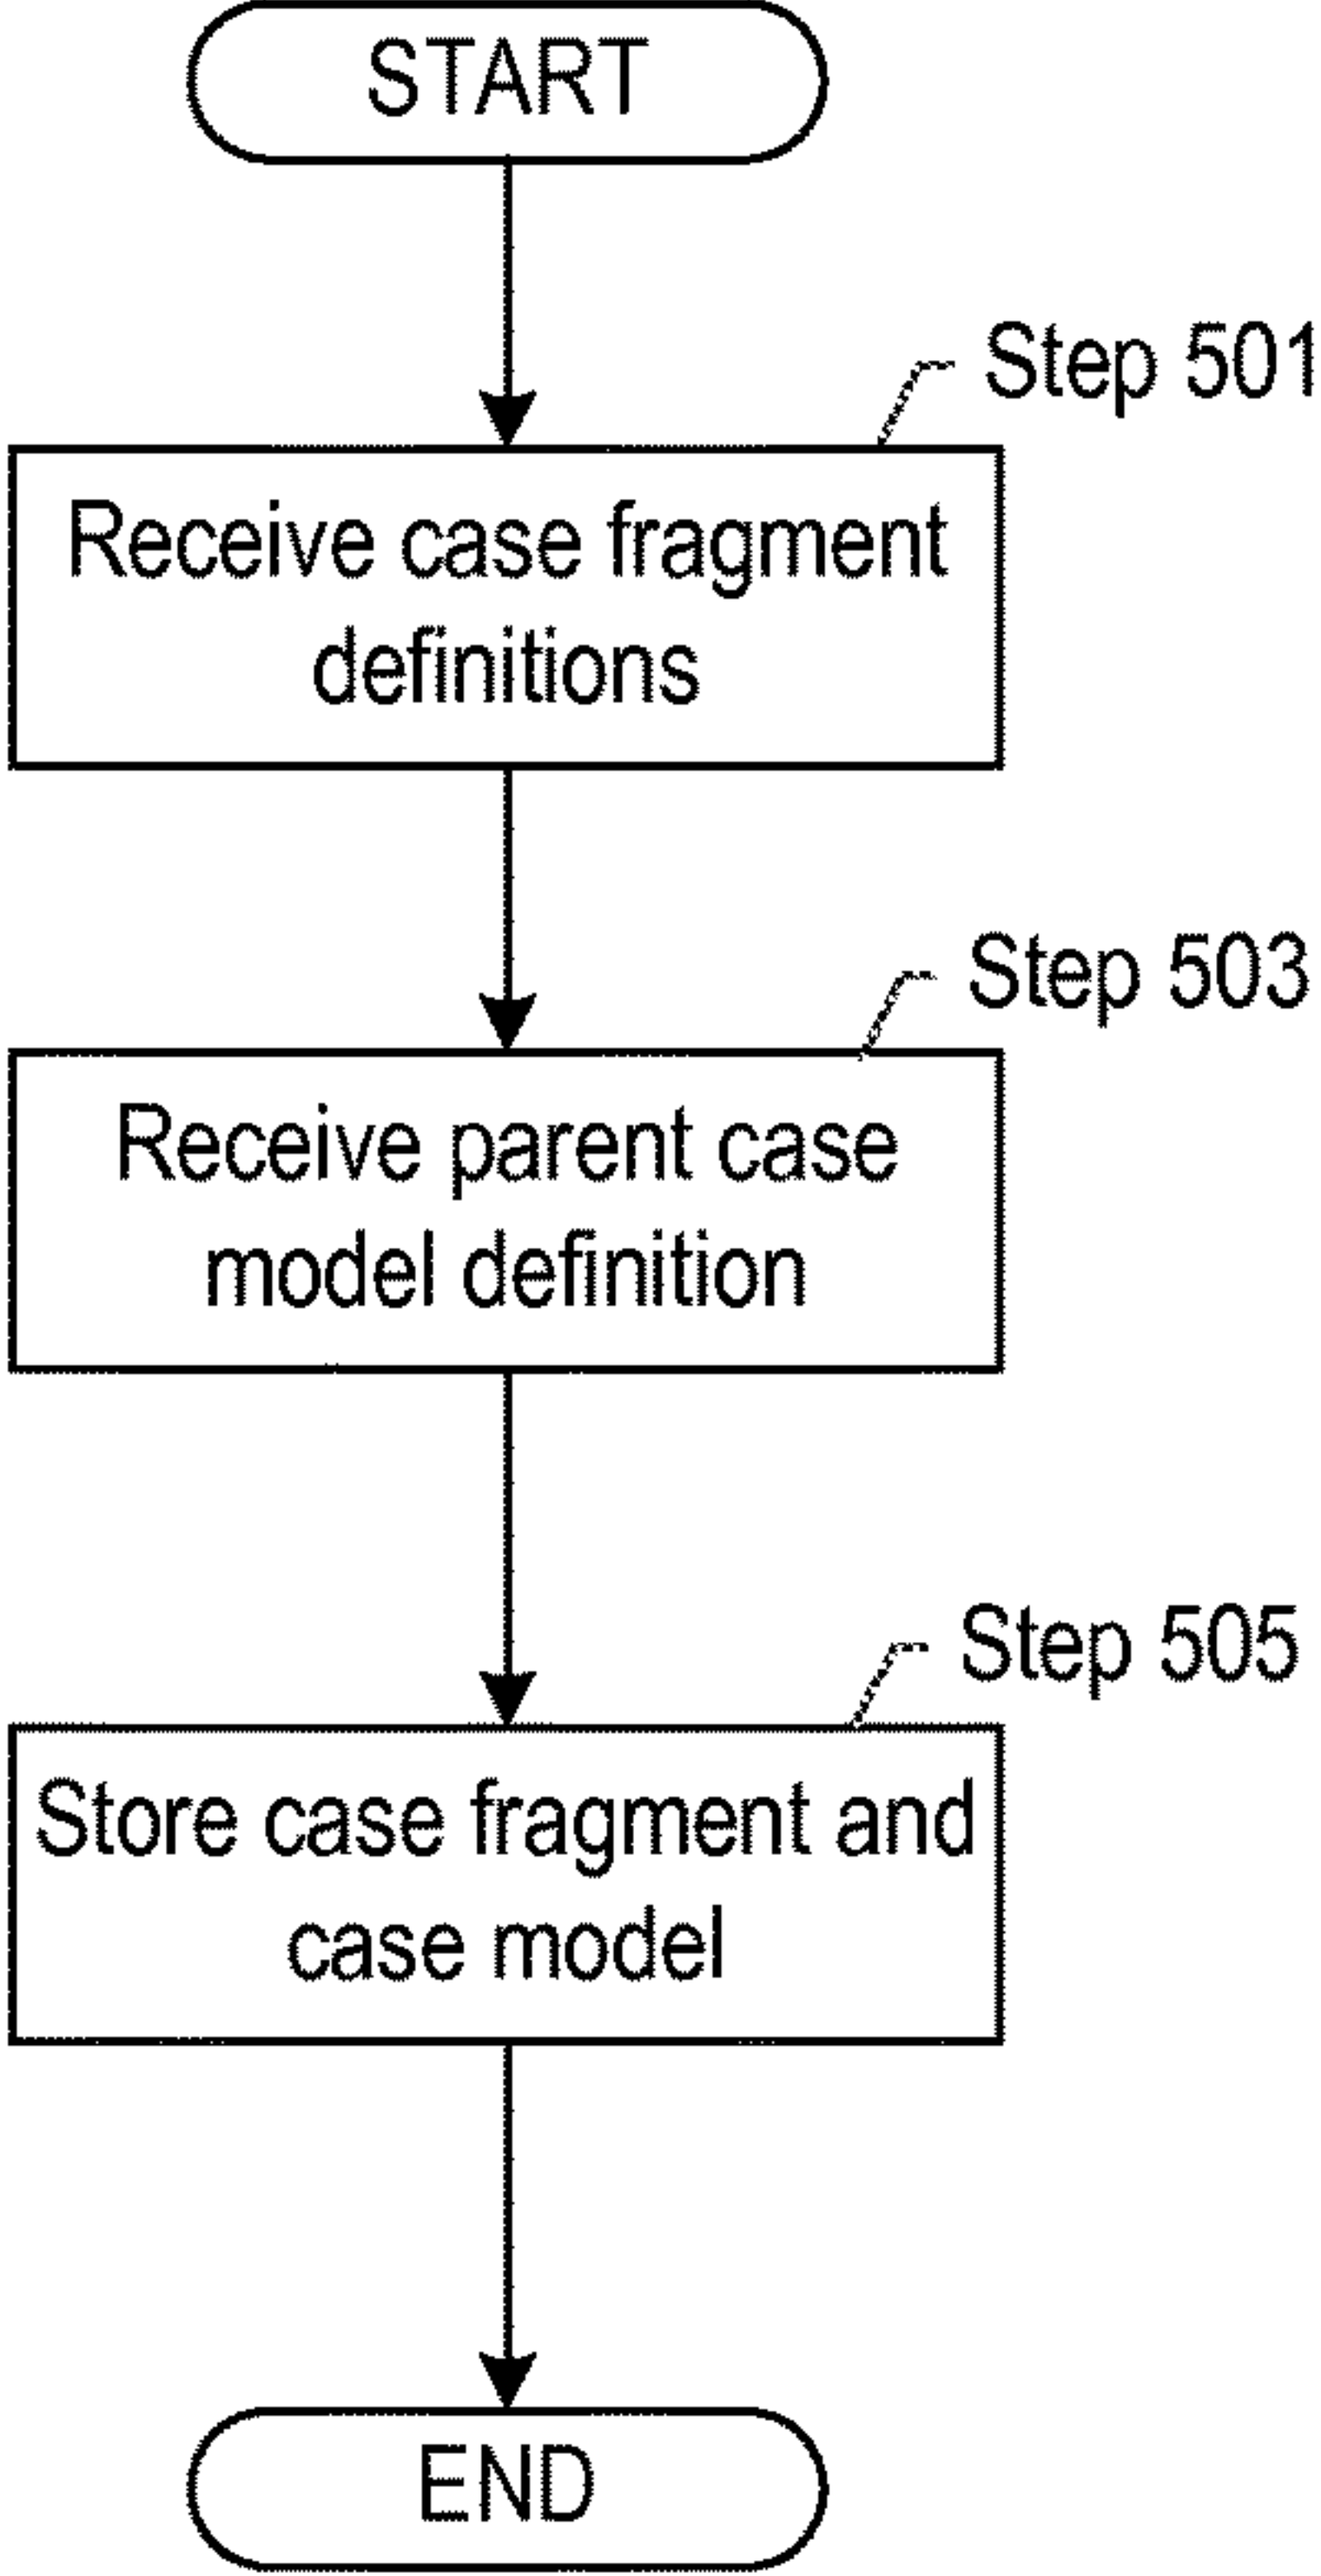 START
Step 501
Receive case fragment
definitions
Step 503
Receive parent case
model definition
Step 505
Store case fragment and
case model
END